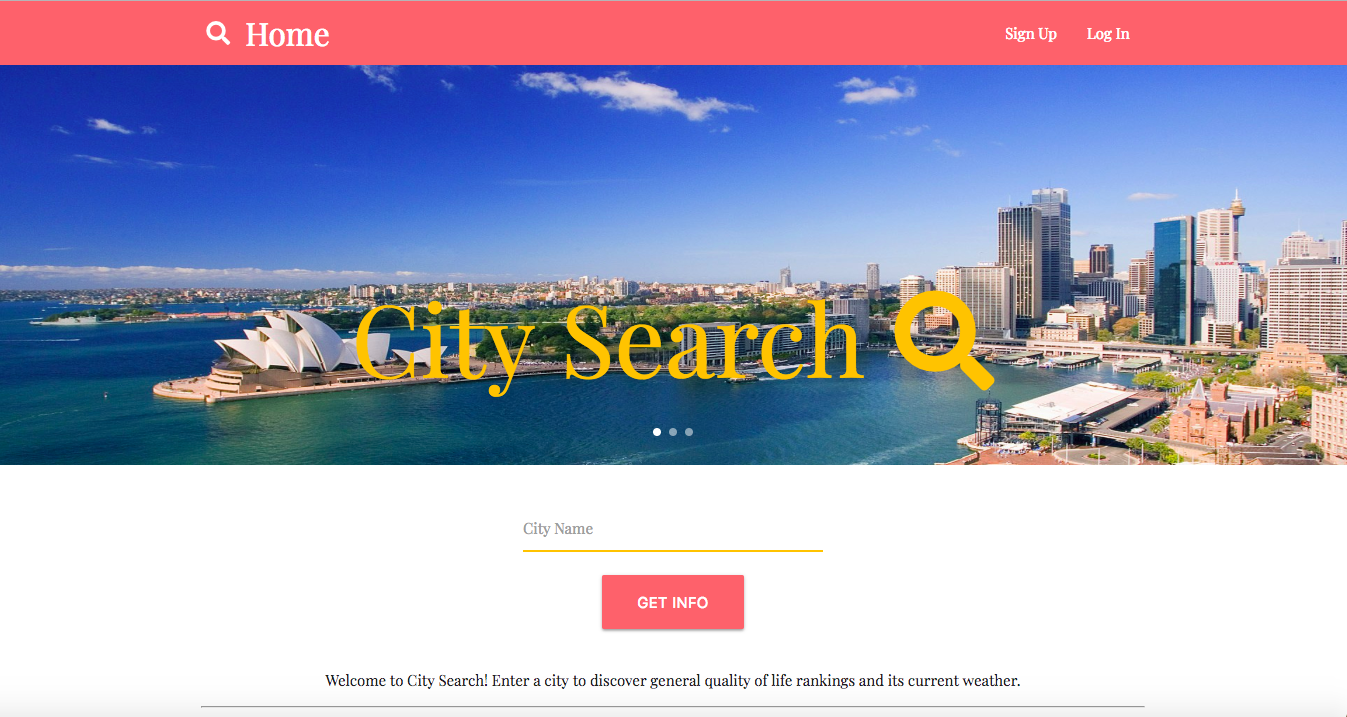 Home
Sign Up
Log In
City Search
City Name
GET INFO
Welcome to City Search! Enter a city to discover general quality of life rankings and its current weather.